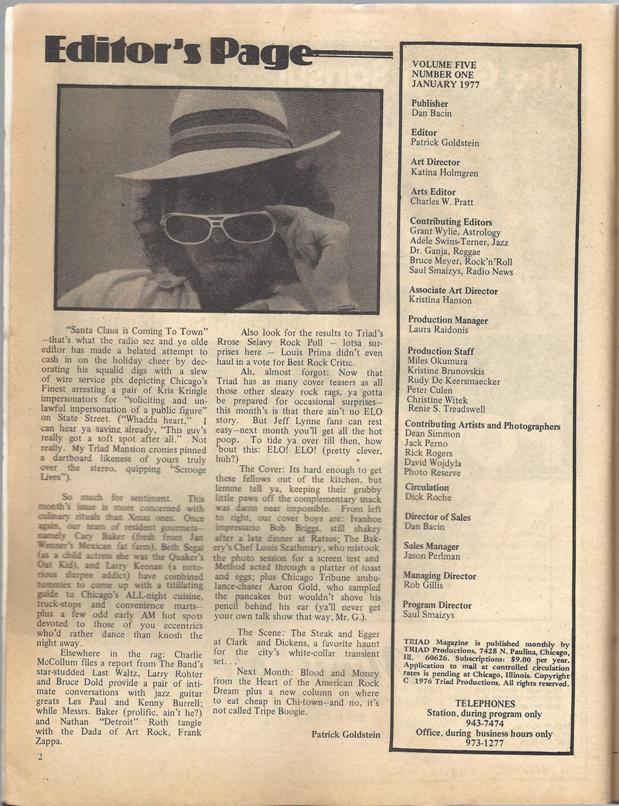 Editor's Page
"Santa Claus is Coming To Town"
—that's what the radio sez and ye olde
editor has made a belated attempt to
cash in on the holiday cheer by dec-
orating his squalid digs with a slew
of wire service pix depicting Chicago's
Finest arresting a pair of Kris Kringle
impersonators for "soliciting and un-
lawful impersonation of a public figure"
on State Street. ("Whadda heart," I
can hear ya saving already, "This guy's
really got a soft spot after all." Not
really. My Triad Mansion cronies pinned
a dartboard likeness of yours truly
over the stereo, quipping "Scrooge
Lives").
So much for sentiment. This
month's issue is more concerned with
culinary rituals than Xmas ones. Once
again, our team of resident gourmets—
namely Cary Baker (fresh from Jan
Wenner's Mexican fat farm), Beth Segal
(as a child actress she was the Quaker's
Oat Kid), and Larry Keenan (a noto-
rious slurpee addict) have combined
tummies to come up with a titillating
guide to Chicago's ALL-night cuisine,
truck-stops and convenience marts—
plus a few odd early AM hot spots
devoted to those of you eccentrics
who'd rather dance than knosh the
night away.
Elsewhere in the rag: Charlie
McCollum files a report from The Band's
star-studded Last Waltz, Larry Rohter
and Bruce Dold provide a pair of inti-
mate conversations with jazz guitar
greats Les Paul and Kenny Burrell;
while Messrs. Baker (prolific, ain't he?)
and Nathan "Detroit" Roth tangle
with the Dada of Art Rock, Frank
Zappa.
2
Also look for the results to Triad's
Rrose Selavy Rock Poll — lotsa sur-
prises here — Louis Prima didn't even
haul in a vote for Best Rock Critic.
Ah, almost forgot: Now that
Triad has as many cover teasers as all
those other sleazy rock rags, ya gotta
be prepared for occasional surprises—
this month's is that there ain't no ELO
story. But Jeff Lynne fans can rest
easy—next month you'll get all the hot
poop. To tide ya over till then, how
'bout this: ELO! ELO! (pretty clever,
huh?)
The Cover: Its hard enough to get
these fellows out of the kitchen, but
lemme tell ya, keeping their grubby
little paws off the complementary snack
was damn near impossible. From left
to right, our cover boys are: Ivanhoe
impressario Bob Briggs, still shakey
after a late dinner at Ratsos; The Bak-
ery's Chef Louis Szathmary, who mistook
the photo session for a screen test and
Method acted through a platter of toast
and eggs; plus Chicago Tribune ambu-
lance-chaser Aaron Gold, who sampled
the pancakes but wouldn't shove his
pencil behind his ear (ya'll never get
your own talk show that way, Mr. G.).
The Scene: The Steak and Egger
at Clark and Dickens, a favorite haunt
for the city's white-collar transient
set. . .
Next Month: Blood and Money
from the Heart of the American Rock
Dream plus a new column on where
to eat cheap in Chi-town—and no, it's
not called Tripe Boogie.
Patrick Goldstein
VOLUME FIVE
NUMBER ONE
JANUARY 1977
Publisher
Dan Bacin
Editor
Patrick Goldstein
Art Director
Katina Holmgren
Arts Editor
Charles W. Pratt
Contributing Editors
Grant Wylie, Astrology
Adele Swins-Terner, Jazz
Dr. Ganja, Reggae
Bruce Meyer, Rock'n'Roll
Saul Smaizys, Radio News
Associate Art Director
Kristina Hanson
Production Manager
Laura Raidonis
Production Staff
Miles Okumura
Kristine Brunovskis
Rudy De Keersmaecker
Peter Culen
Christine Witek
Renie S. Treadswell
Contributing Artists and Photographers
Dean Simmon
Jack Perno
Rick Rogers
David Wojdyla
Photo Reserve
Circulation
Dick Roche
Director of Sales
Dan Bacin
Sales Manager
Jason Perlman
Managing Director
Rob Gillis
Program Director
Saul Smaizys
TRIAD Magazine is published monthly by
TRIAD Productions, 7428 N. Paulina, Chicago,
Ill. 60626. Subscriptions: $9.00 per year.
Application to mail at controlled circulation
rates is pending at Chicago, Illinois. Copyright
C 1976 Triad Productions. All rights reserved.
TELEPHONES
Station, during program only
943-7474
Office, during business hours only
973-1277